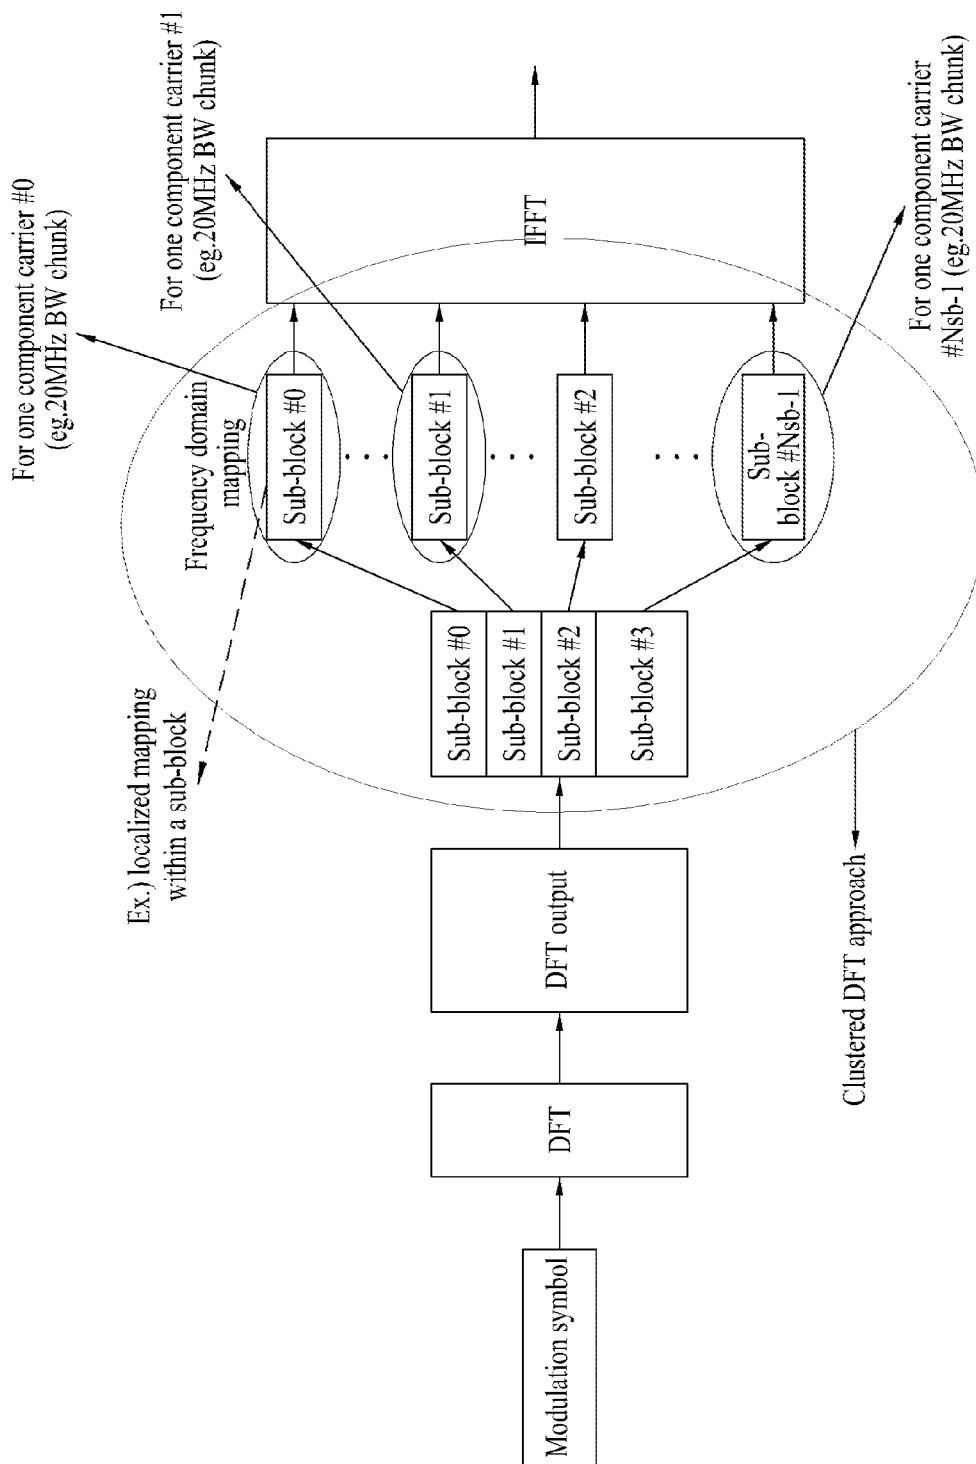 For one component carrier #0
(eg.20MHz BW chunk)
For one component carrier #1
(eg.20MHz BW chunk)
Ex.) localized mapping
within a sub-block
Frequency domain
mapping
Modulation symbol
DFT
DFT output
Sub-block #0
Sub-block #1
Sub-block #2
Sub-block #3
Sub-block #0
Sub-block #1
Sub-block #2
Sub-
block #Nsb-1
IFFT
Clustered DFT approach
For one component carrier
#Nsb-1 (eg.20MHz BW chunk)